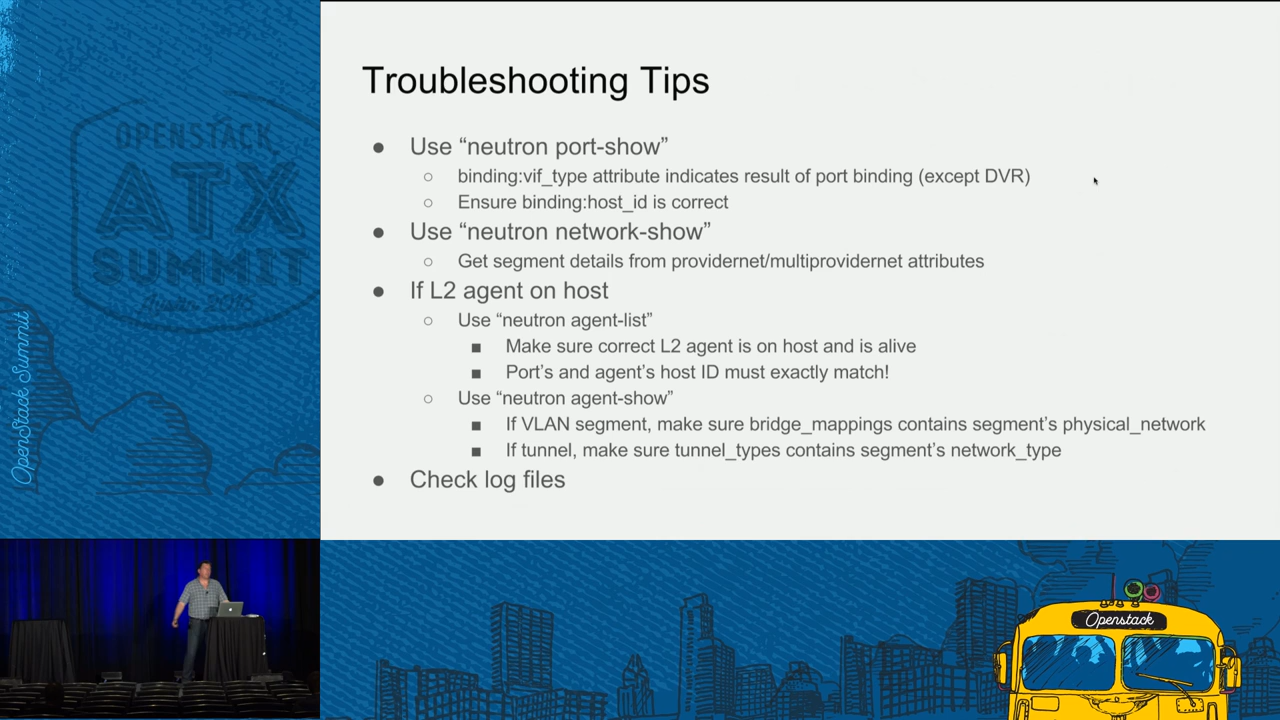 OPENSTACK
ATX
SUMMIT
Austin 2016
OpenStack Summit
Troubleshooting Tips
● Use “neutron port-show”
○ binding:vif_type attribute indicates result of port binding (except DVR)
○ Ensure binding:host_id is correct
● Use “neutron network-show”
○ Get segment details from providernet/multiprovidernet attributes
● If L2 agent on host
○ Use “neutron agent-list”
■ Make sure correct L2 agent is on host and is alive
■ Port’s and agent’s host ID must exactly match!
○ Use “neutron agent-show”
■ If VLAN segment, make sure bridge_mappings contains segment’s physical_network
■ If tunnel, make sure tunnel_types contains segment’s network_type
● Check log files
Openstack